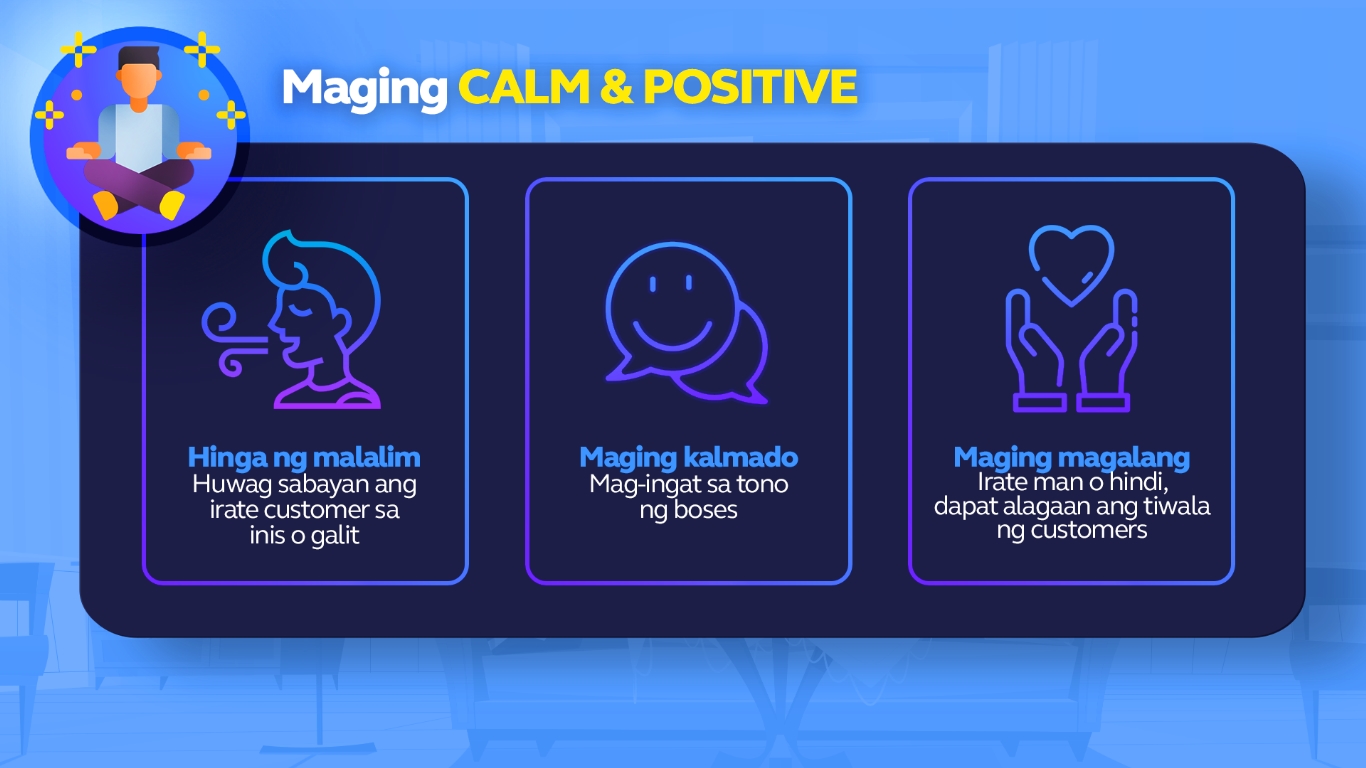 Maging CALM & POSITIVE
Hinga ng malalim
Huwag sabayan ang
irate customer sa
inis o galit
Maging kalmado
Mag-ingat sa tono
ng boses
Maging magalang
Irate man o hindi,
dapat alagaan ang tiwala
ng customers